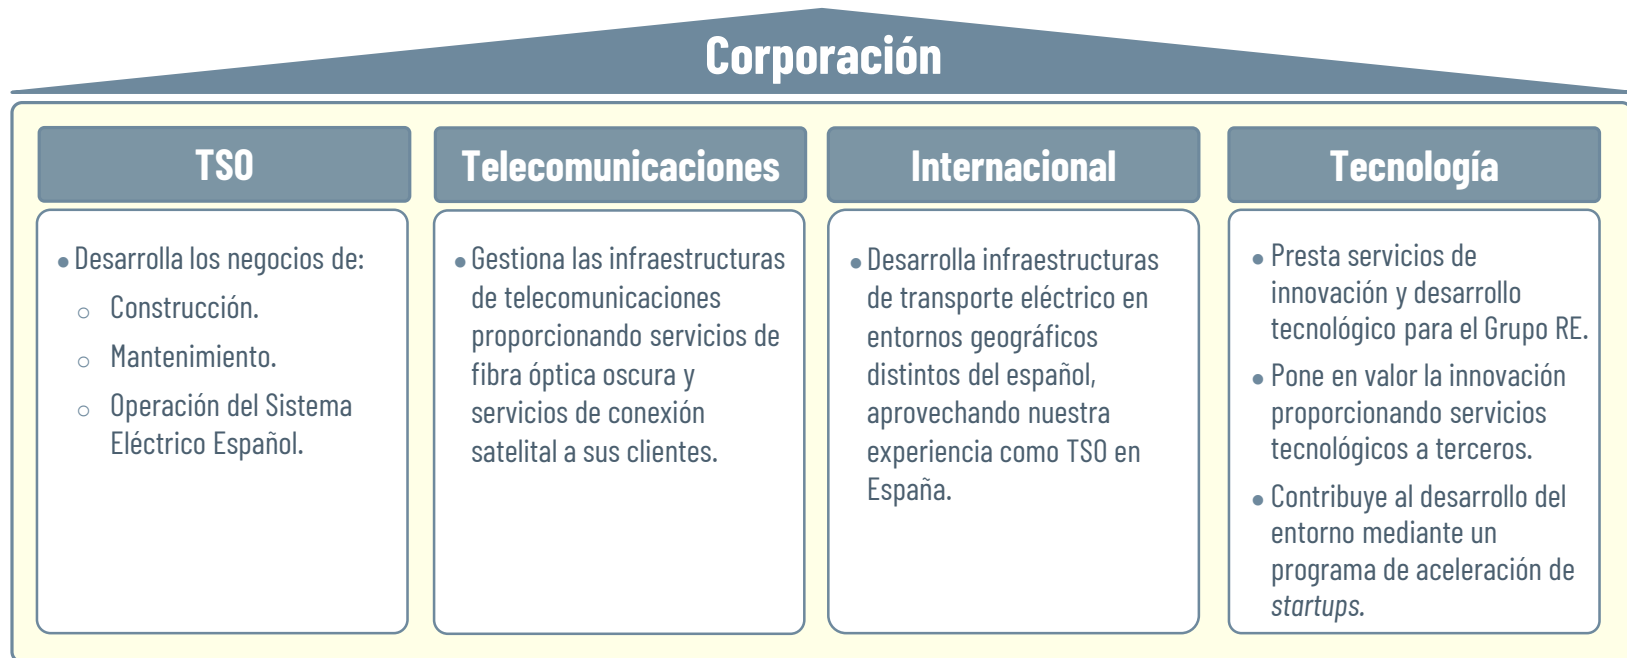 Corporación
TSO
• Desarrolla los negocios de:
○ Construcción.
○ Mantenimiento.
○ Operación del Sistema
Eléctrico Español.
Telecomunicaciones
• Gestiona las infraestructuras
de telecomunicaciones
proporcionando servicios de
fibra óptica oscura y
servicios de conexión
satelital a sus clientes.
Internacional
• Desarrolla infraestructuras
de transporte eléctrico en
entornos geográficos
distintos del español,
aprovechando nuestra
experiencia como TSO en
España.
Tecnología
• Presta servicios de
innovación y desarrollo
tecnológico para el Grupo RE.
• Pone en valor la innovación
proporcionando servicios
tecnológicos a terceros.
• Contribuye al desarrollo del
entorno mediante un
programa de aceleración de
startups.